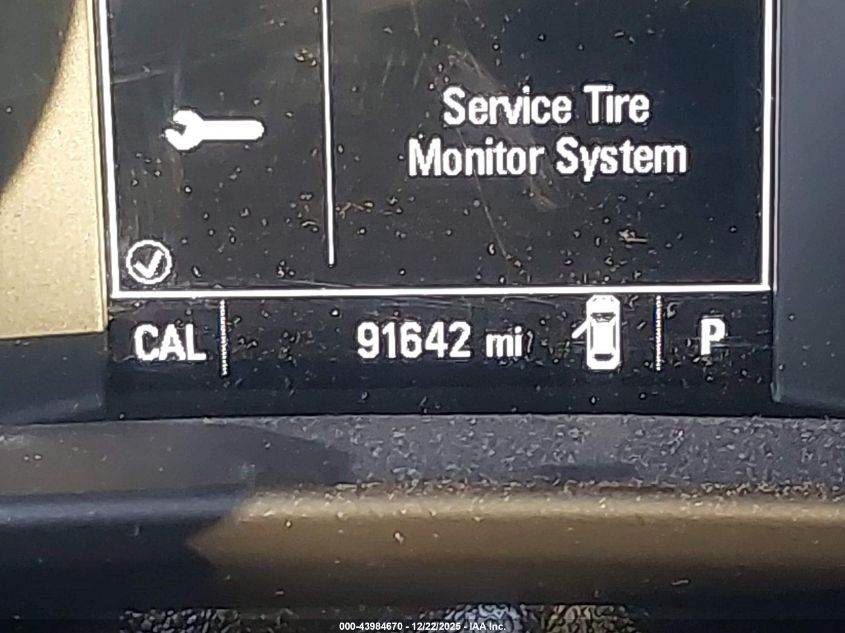 Service Tire
Monitor System
CAL 91642 mi P
000-43984670 - 12/22/2025 - IAA Inc.